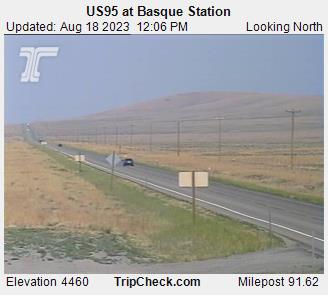 US95 at Basque Station
Updated: Aug 18 2023  12:06 PM
Looking North
Elevation 4460
TripCheck.com
Milepost 91.62